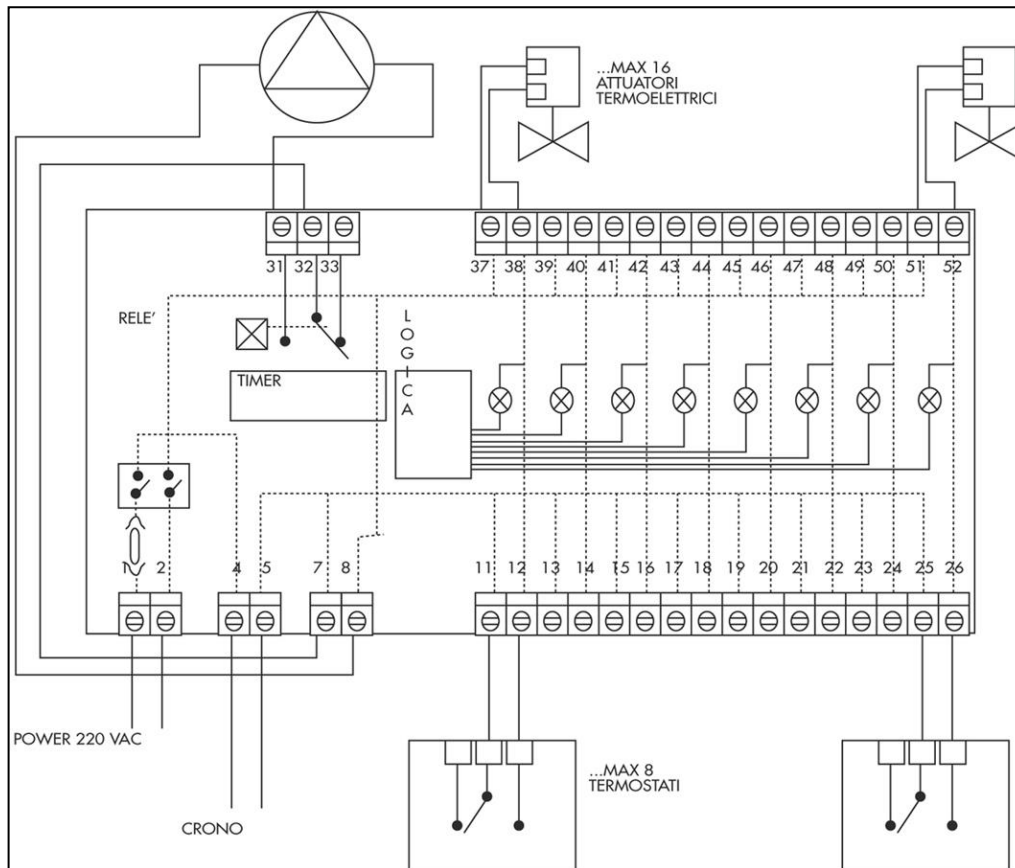 ...MAX 16
ATTUATORI
TERMOELETTRICI
31 32 33
37 38 39 40 41 42 43 44 45 46 47 48 49 50 51 52
RELE'
LOGICA
TIMER
1 2 4 5 7 8 11 12 13 14 15 16 17 18 19 20 21 22 23 24 25 26
POWER 220 VAC
...MAX 8
TERMOSTATI
CRONO